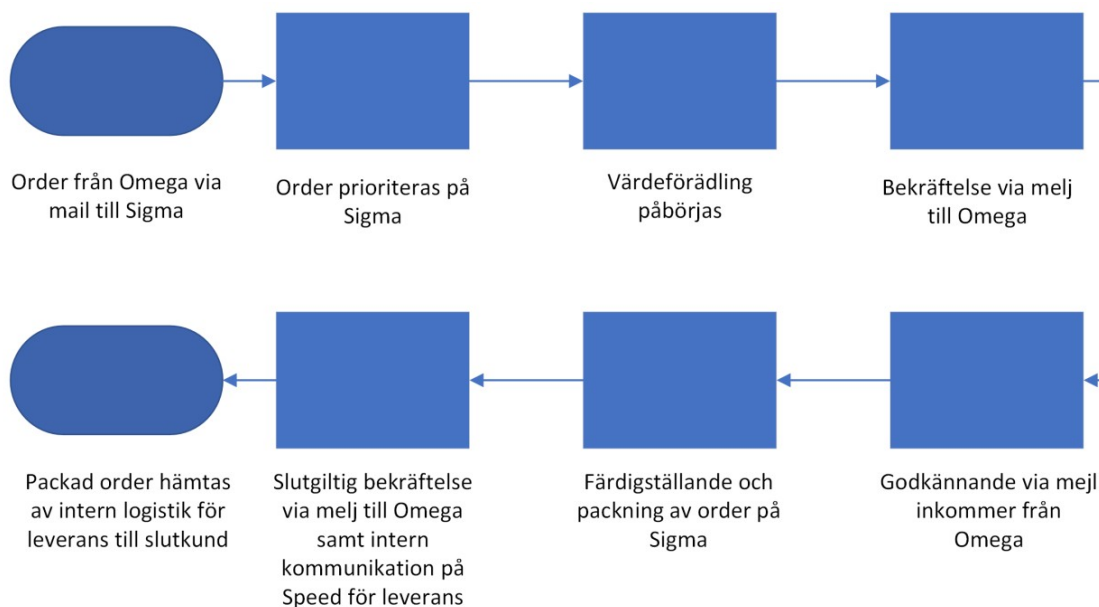 Order från Omega via
mail till Sigma
Order prioriteras på
Sigma
Värdeförädling
påbörjas
Bekräftelse via melj
till Omega
Packad order hämtas
av intern logistik för
leverans till slutkund
Slutgiltig bekräftelse
via melj till Omega
samt intern
kommunikation på
Speed för leverans
Färdigställande och
packning av order på
Sigma
Godkännande via mejl
inkommer från
Omega